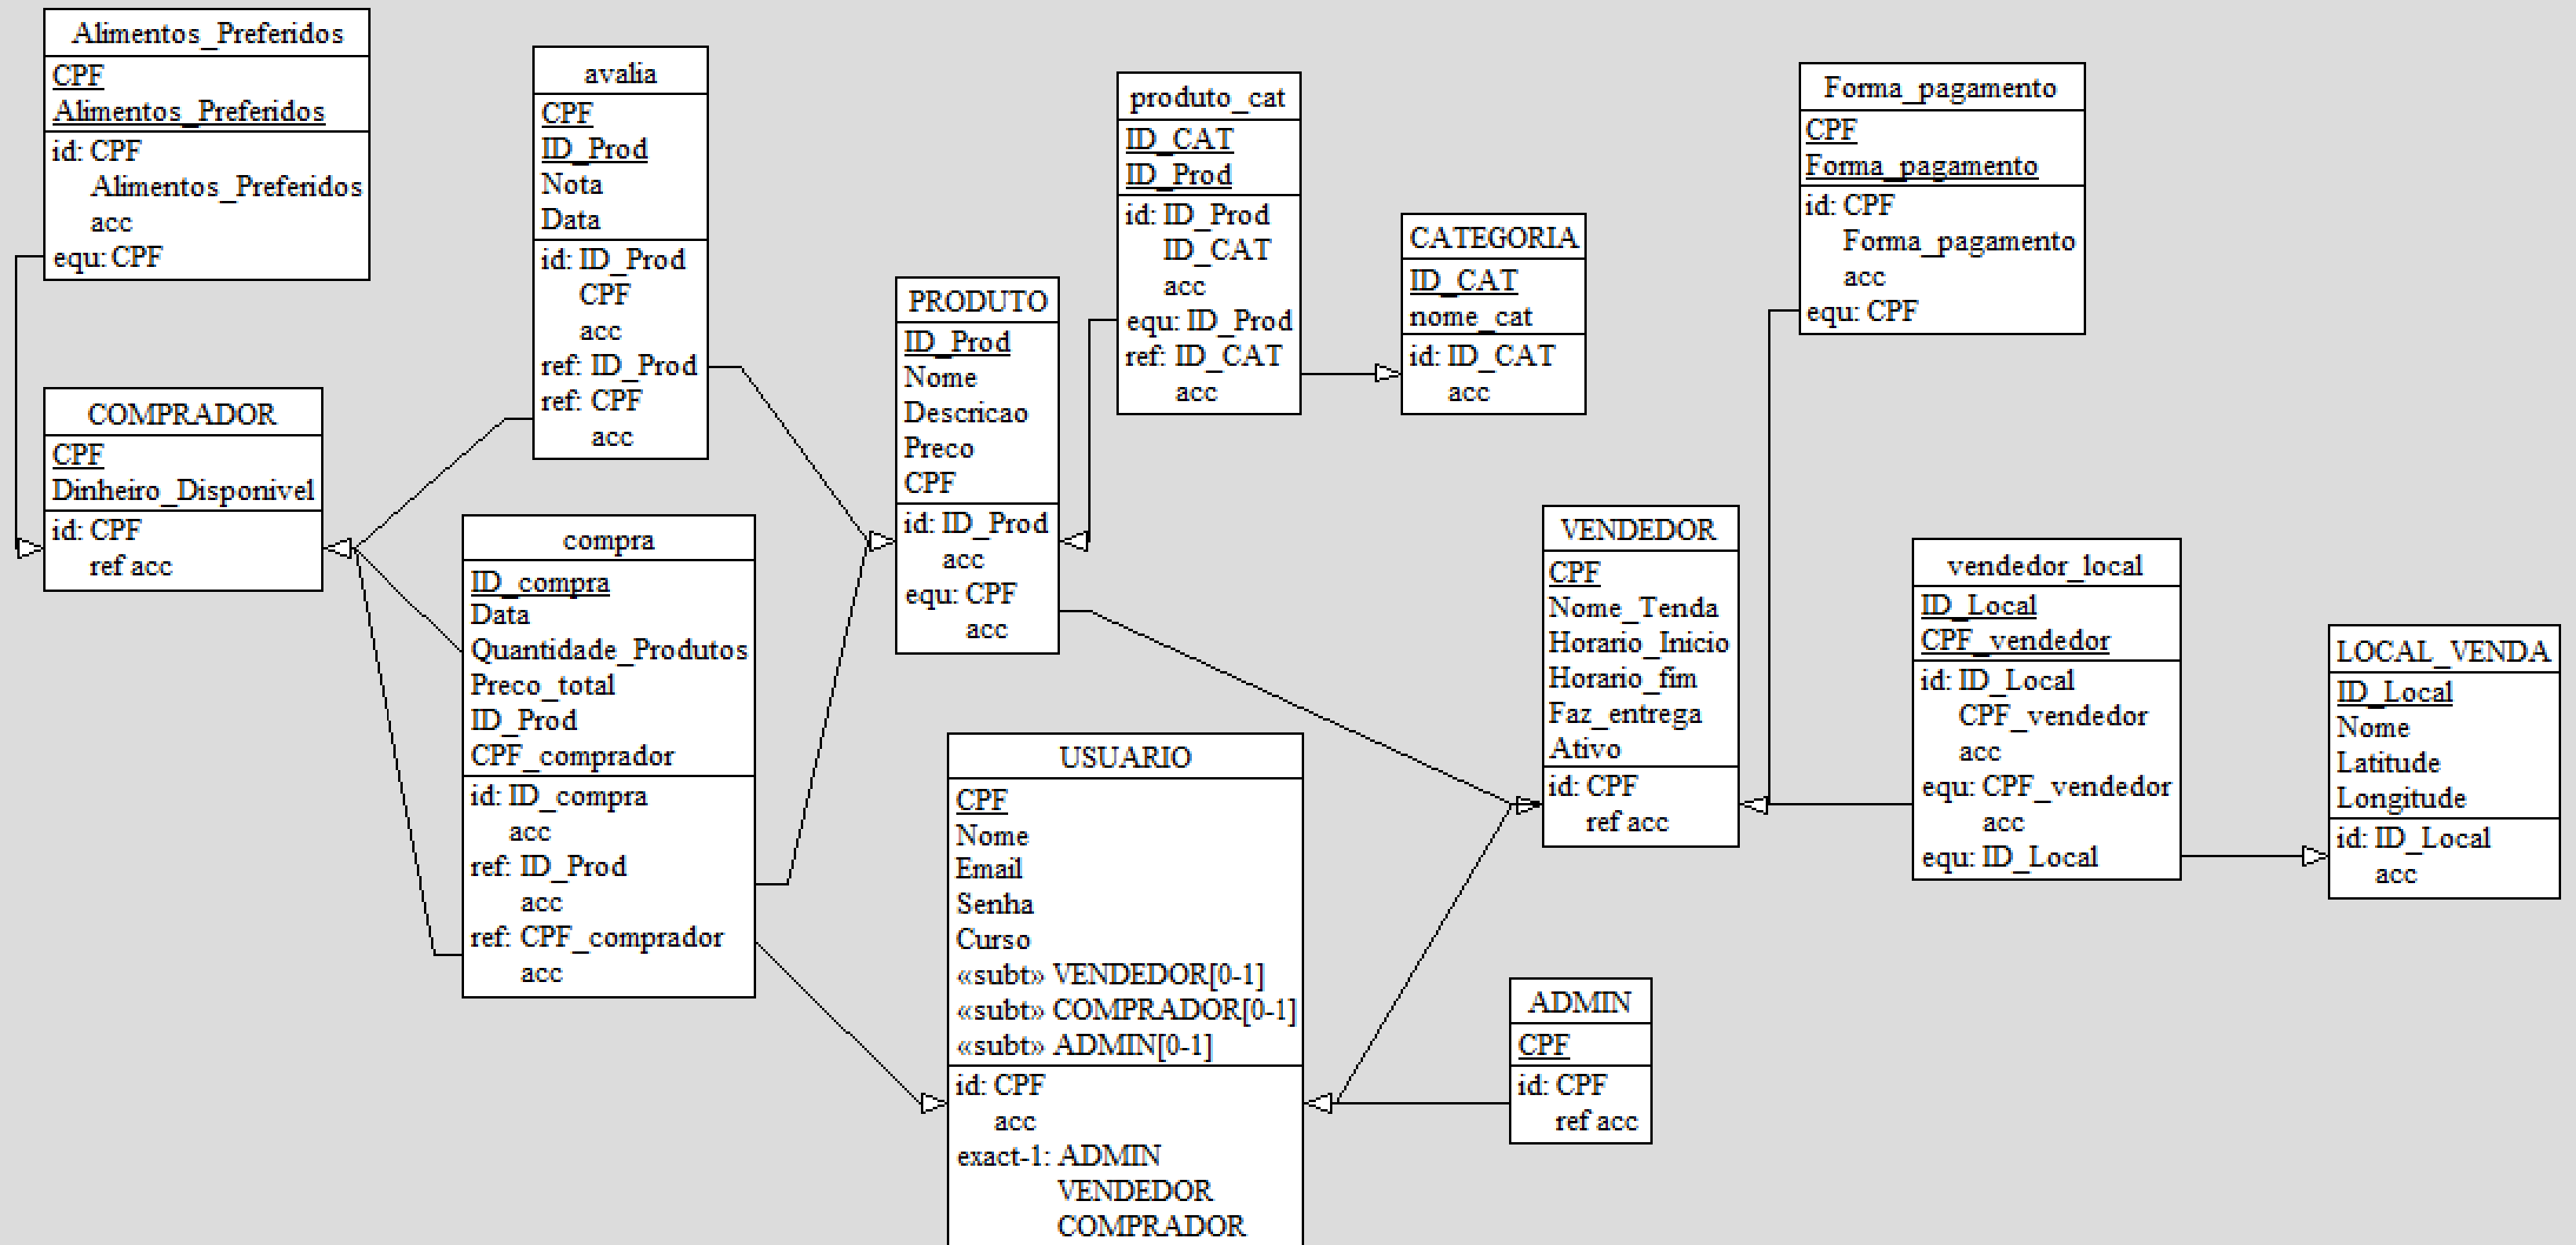 Alimentos_Preferidos
CPF
Alimentos_Preferidos
id: CPF
Alimentos_Preferidos
acc
equ: CPF
COMPRADOR
CPF
Dinheiro_Disponivel
id: CPF
ref acc
avalia
CPF
ID_Prod
Nota
Data
id: ID_Prod
CPF
acc
ref: ID_Prod
ref: CPF
acc
compra
ID_compra
Data
Quantidade_Produtos
Preco_total
ID_Prod
CPF_comprador
id: ID_compra
acc
ref: ID_Prod
acc
ref: CPF_comprador
acc
PRODUTO
ID_Prod
Nome
Descricao
Preco
CPF
id: ID_Prod
acc
equ: CPF
acc
produto_cat
ID_CAT
ID_Prod
id: ID_Prod
ID_CAT
acc
equ: ID_Prod
ref: ID_CAT
acc
CATEGORIA
ID_CAT
nome_cat
id: ID_CAT
acc
USUARIO
CPF
Nome
Email
Senha
Curso
«subt» VENDEDOR[0-1]
«subt» COMPRADOR[0-1]
«subt» ADMIN[0-1]
id: CPF
acc
exact-1: ADMIN
VENDEDOR
COMPRADOR
Forma_pagamento
CPF
Forma_pagamento
id: CPF
Forma_pagamento
acc
equ: CPF
VENDEDOR
CPF
Nome_Tenda
Horario_Inicio
Horario_fim
Faz_entrega
Ativo
id: CPF
ref acc
ADMIN
CPF
id: CPF
ref acc
vendedor_local
ID_Local
CPF_vendedor
id: ID_Local
CPF_vendedor
acc
equ: CPF_vendedor
acc
equ: ID_Local
LOCAL_VENDA
ID_Local
Nome
Latitude
Longitude
id: ID_Local
acc